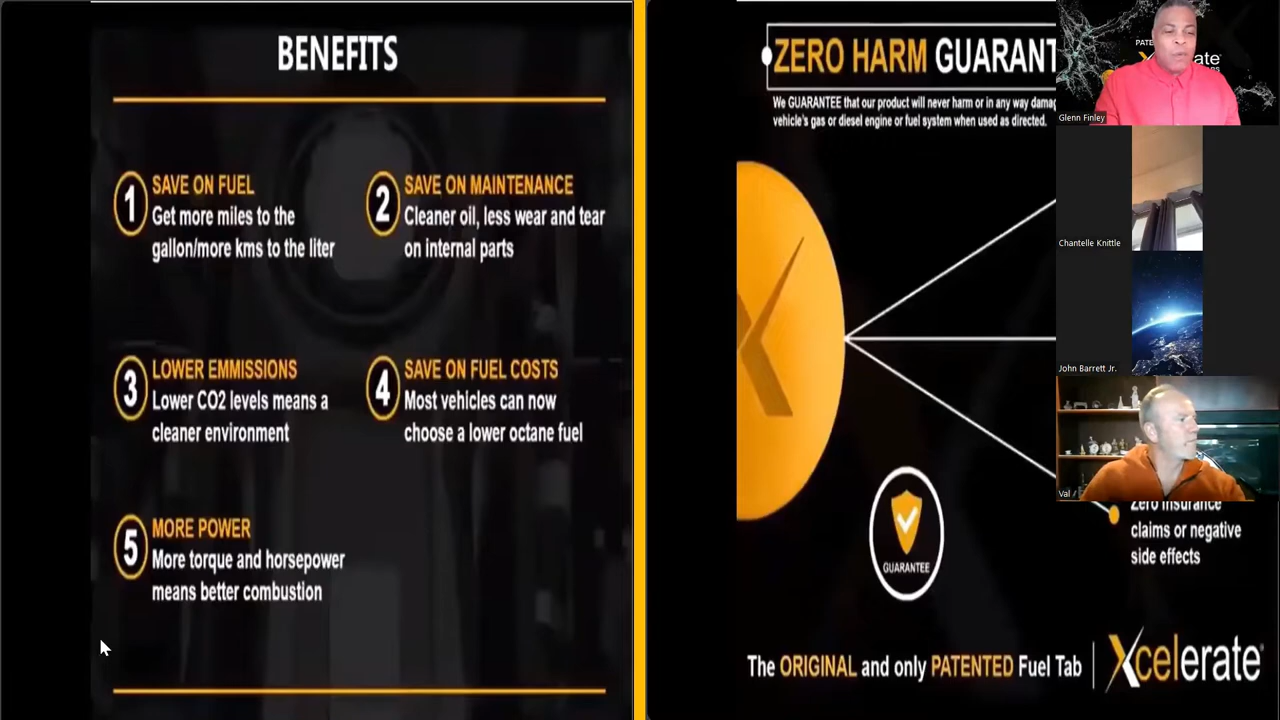 BENEFITS
1
SAVE ON FUEL
Get more miles to the
gallon/more kms to the liter
2
SAVE ON MAINTENANCE
Cleaner oil, less wear and tear
on internal parts
3
LOWER EMMISSIONS
Lower CO2 levels means a
cleaner environment
4
SAVE ON FUEL COSTS
Most vehicles can now
choose a lower octane fuel
5
MORE POWER
More torque and horsepower
means better combustion
ZERO HARM GUARANT
We GUARANTEE that our product will never harm or in any way damag
vehicle's gas or diesel engine or fuel system when used as directed.
X
GUARANTEE
Zero insurance
claims or negative
side effects
The ORIGINAL and only PATENTED Fuel Tab
Xcelerate®
PATE
Glenn Finley
Chantelle Knittle
John Barrett Jr.
Val